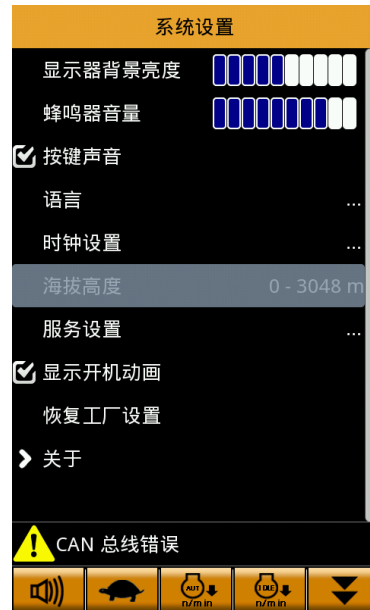 系统设置
显示器背景亮度
蜂鸣器音量
按键声音
语言 ...
时钟设置 ...
海拔高度 0 - 3048 m
服务设置 ...
显示开机动画
恢复工厂设置
关于
! CAN 总线错误
AUT n/min IDLE n/min